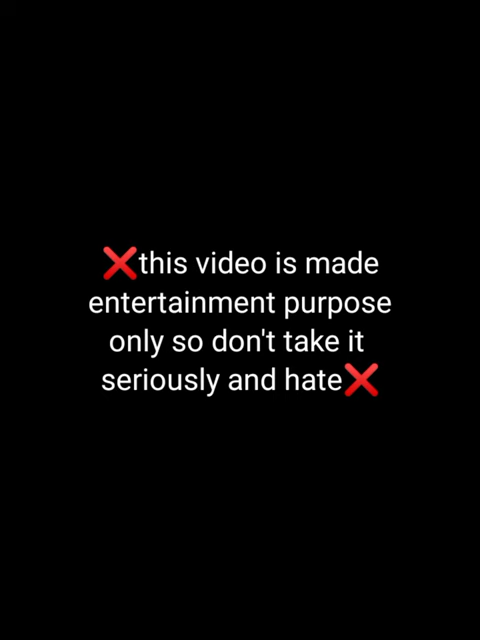 ❌this video is made
entertainment purpose
only so don't take it
seriously and hate❌